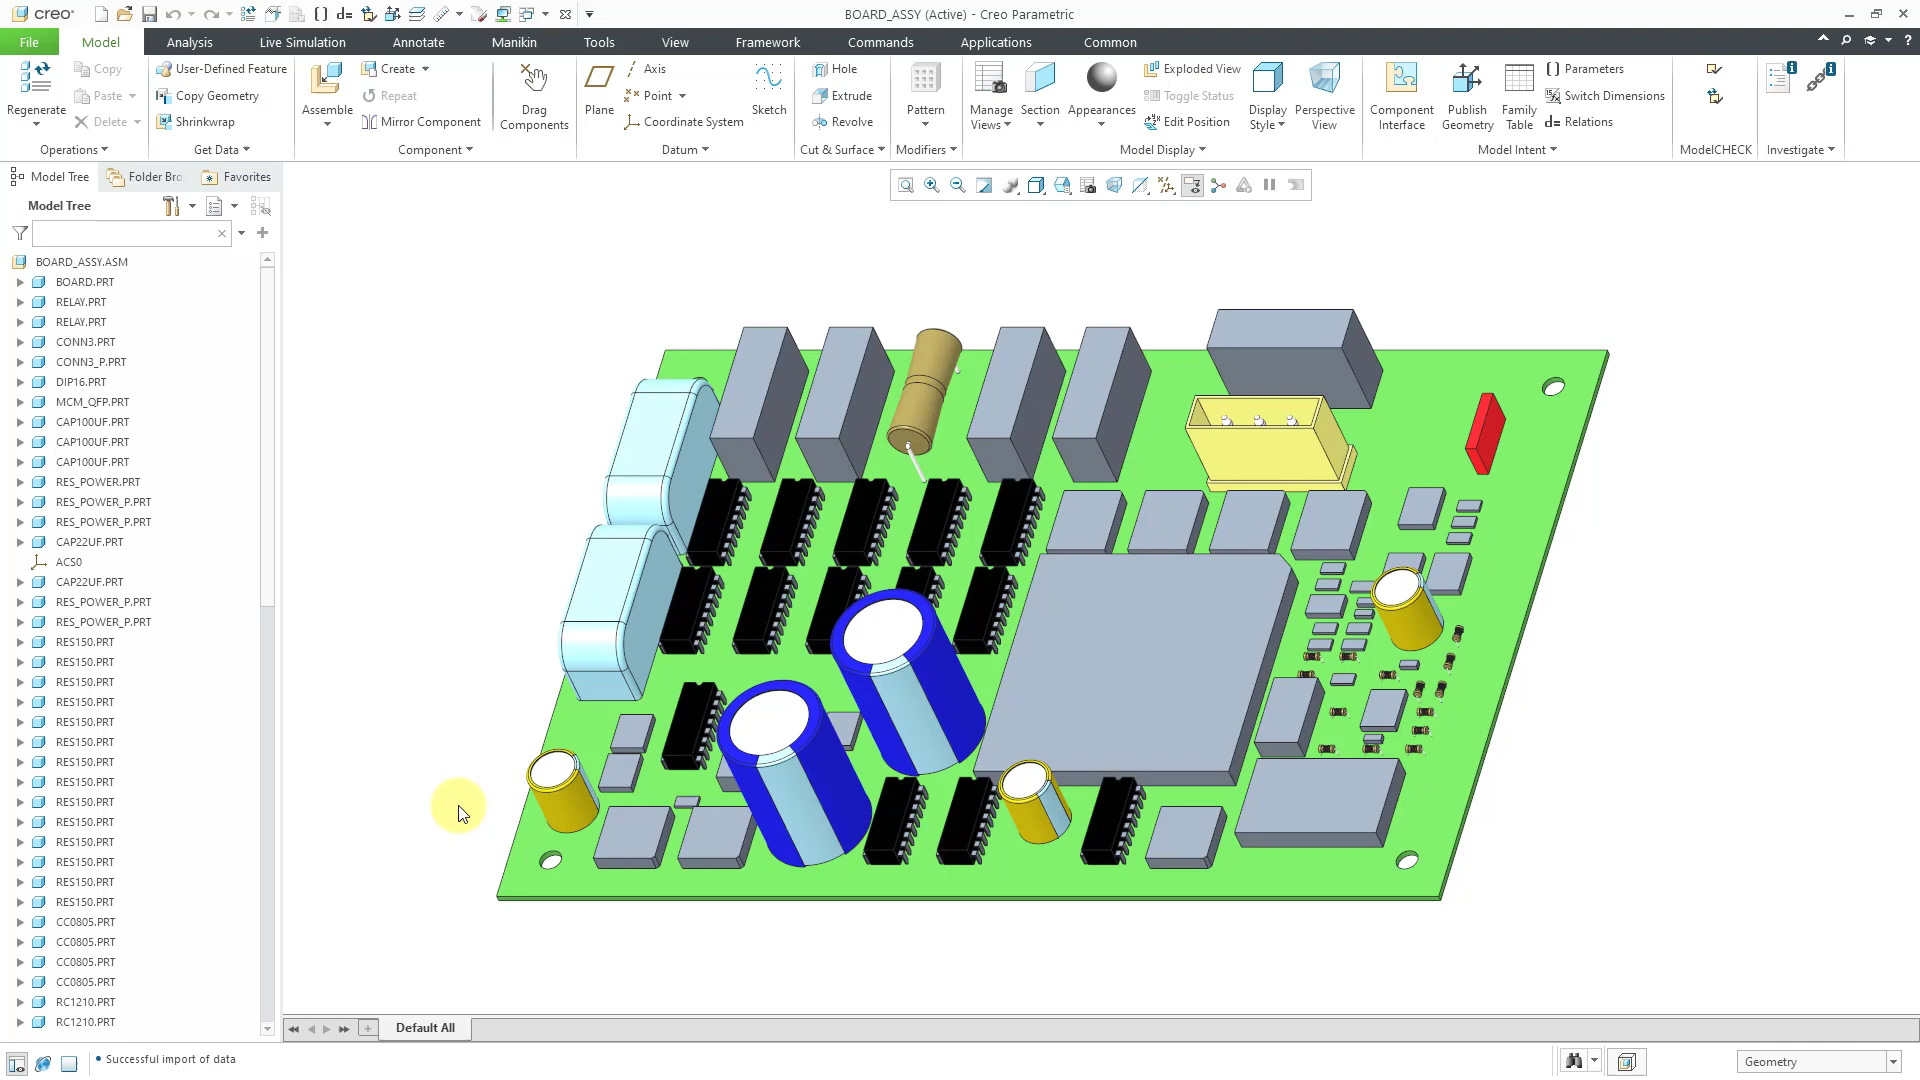 creo
BOARD_ASSY (Active) - Creo Parametric
File
Model
Analysis
Live Simulation
Annotate
Manikin
Tools
View
Framework
Commands
Applications
Common
Regenerate
Copy
Paste
Delete
Operations
User-Defined Feature
Copy Geometry
Shrinkwrap
Get Data
Assemble
Create
Repeat
Mirror Component
Component
Drag
Components
Plane
Axis
Point
Coordinate System
Sketch
Datum
Hole
Extrude
Revolve
Cut & Surface
Pattern
Modifiers
Manage
Views
Section
Appearances
Exploded View
Toggle Status
Edit Position
Display
Style
Perspective
View
Model Display
Component
Interface
Publish
Geometry
Family
Table
Parameters
Switch Dimensions
d= Relations
Model Intent
ModelCHECK
Investigate
Model Tree
Folder Bro
Favorites
Model Tree
BOARD_ASSY.ASM
BOARD.PRT
RELAY.PRT
RELAY.PRT
CONN3.PRT
CONN3_P.PRT
DIP16.PRT
MCM_QFP.PRT
CAP100UF.PRT
CAP100UF.PRT
CAP100UF.PRT
RES_POWER.PRT
RES_POWER_P.PRT
RES_POWER_P.PRT
CAP22UF.PRT
ACS0
CAP22UF.PRT
RES_POWER_P.PRT
RES_POWER_P.PRT
RES150.PRT
RES150.PRT
RES150.PRT
RES150.PRT
RES150.PRT
RES150.PRT
RES150.PRT
RES150.PRT
RES150.PRT
RES150.PRT
RES150.PRT
RES150.PRT
RES150.PRT
RES150.PRT
CC0805.PRT
CC0805.PRT
CC0805.PRT
CC0805.PRT
RC1210.PRT
RC1210.PRT
Default All
Successful import of data
Geometry